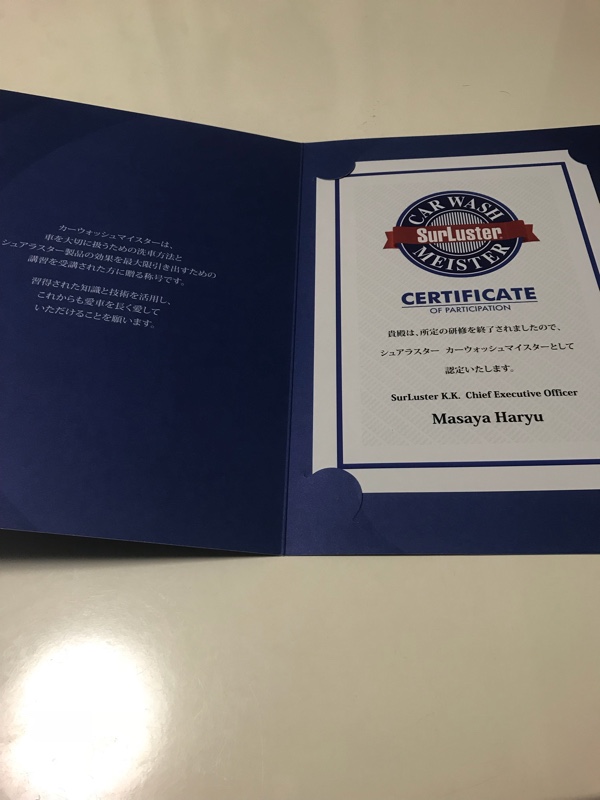 カーウォッシュマイスターは、
車を大切に扱うための洗車方法と
シュアラスター製品の効果を最大限引き出すための
講習を受講された方に贈る称号です。
習得された知識と技術を活用し、
これからも愛車を長く愛して
いただけることを願います。
CAR WASH
SurLuster
MEISTER
CERTIFICATE
OF PARTICIPATION
貴殿は、所定の研修を終了されましたので、
シュアラスター カーウォッシュマイスターとして
認定いたします。
SurLuster K.K. Chief Executive Officer
Masaya Haryu